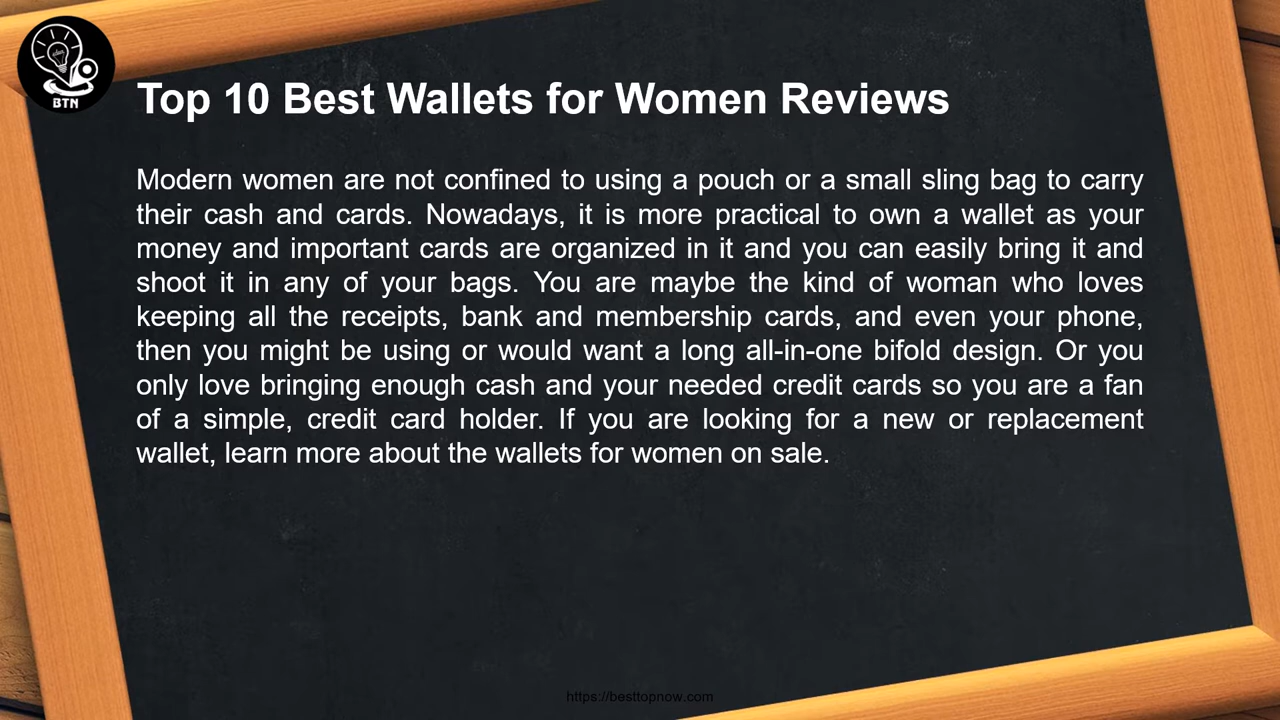 BTN
Top 10 Best Wallets for Women Reviews
Modern women are not confined to using a pouch or a small sling bag to carry
their cash and cards. Nowadays, it is more practical to own a wallet as your
money and important cards are organized in it and you can easily bring it and
shoot it in any of your bags. You are maybe the kind of woman who loves
keeping all the receipts, bank and membership cards, and even your phone,
then you might be using or would want a long all-in-one bifold design. Or you
only love bringing enough cash and your needed credit cards so you are a fan
of a simple, credit card holder. If you are looking for a new or replacement
wallet, learn more about the wallets for women on sale.
https://besttopnow.com